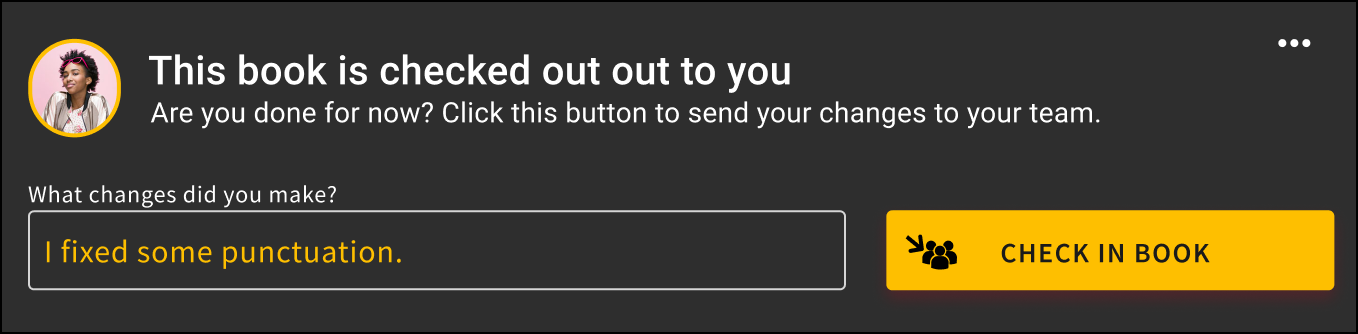 This book is checked out out to you
Are you done for now? Click this button to send your changes to your team.
What changes did you make?
I fixed some punctuation.
CHECK IN BOOK